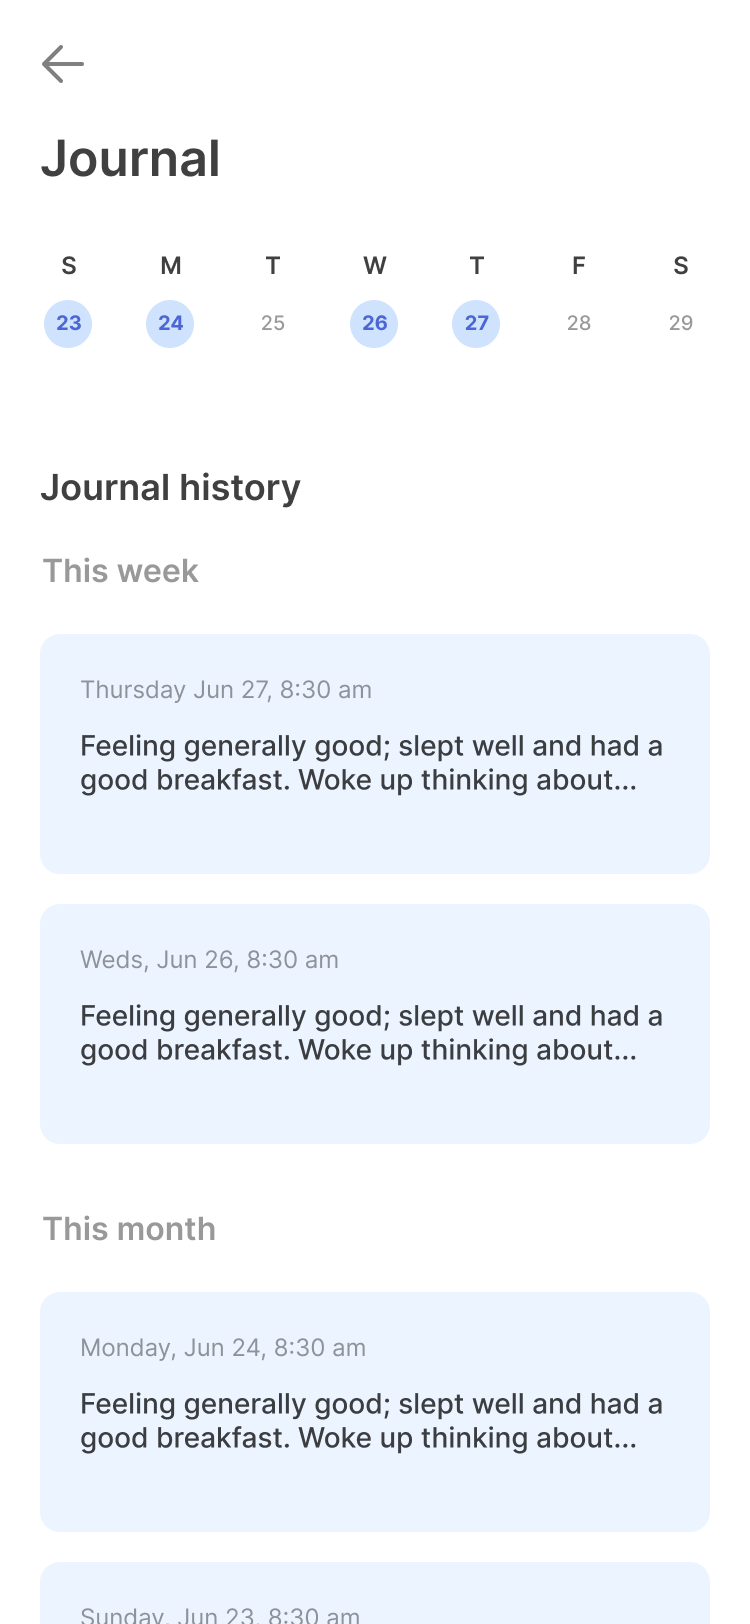 Journal
S M T W T F S
23 24 25 26 27 28 29
Journal history
This week
Thursday Jun 27, 8:30 am
Feeling generally good; slept well and had a
good breakfast. Woke up thinking about...
Weds, Jun 26, 8:30 am
Feeling generally good; slept well and had a
good breakfast. Woke up thinking about...
This month
Monday, Jun 24, 8:30 am
Feeling generally good; slept well and had a
good breakfast. Woke up thinking about...
Sunday, Jun 23, 8:30 am